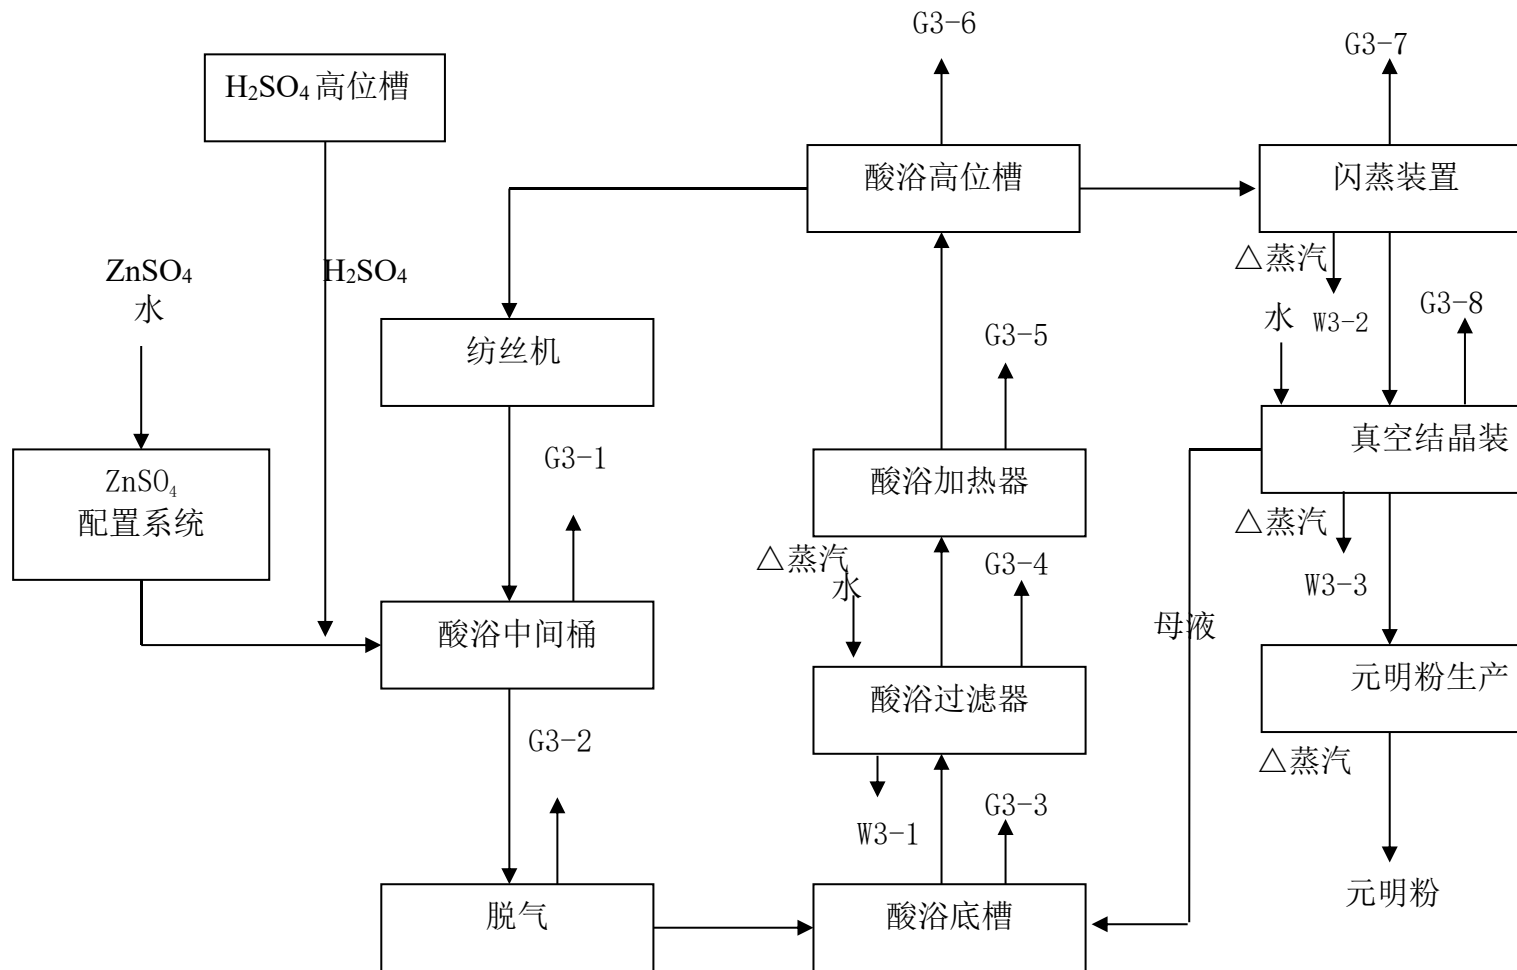 G3-6
G3-7
H₂SO₄高位槽
酸浴高位槽
闪蒸装置
ZnSO₄
水
H₂SO₄
△蒸汽
水
W3-2
G3-8
纺丝机
G3-5
真空结晶装
G3-1
酸浴加热器
ZnSO₄
配置系统
△蒸汽
水
G3-4
△蒸汽
W3-3
母液
酸浴中间桶
酸浴过滤器
元明粉生产
G3-2
△蒸汽
W3-1
G3-3
元明粉
脱气
酸浴底槽